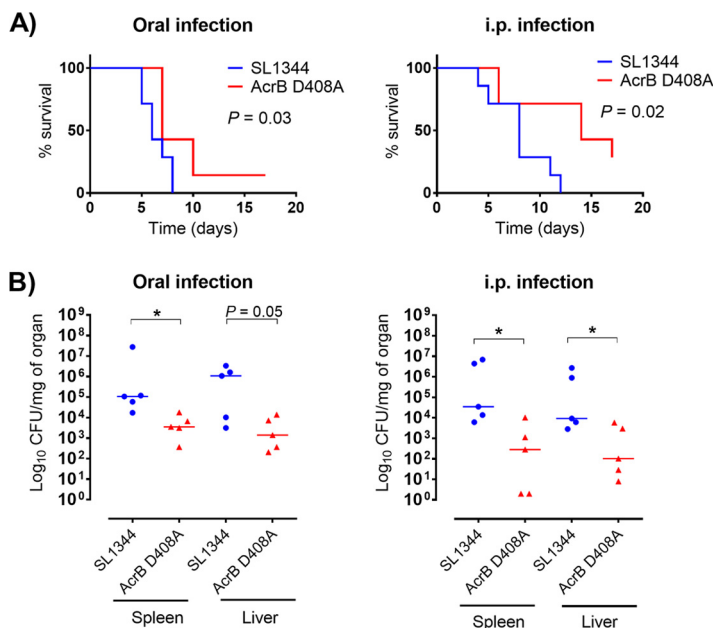 A)
Oral infection
SL1344
AcrB D408A
P = 0.03
% survival
100
50
0
0 5 10 15 20
Time (days)
i.p. infection
SL1344
AcrB D408A
P = 0.02
% survival
100
50
0
0 5 10 15 20
Time (days)
B)
Oral infection
* P = 0.05
Log₁₀ CFU/mg of organ
10⁹
10⁸
10⁷
10⁶
10⁵
10⁴
10³
10²
10¹
10⁰
SL1344
AcrB D408A
SL1344
AcrB D408A
Spleen Liver
i.p. infection
* *
Log₁₀ CFU/mg of organ
10⁹
10⁸
10⁷
10⁶
10⁵
10⁴
10³
10²
10¹
10⁰
SL1344
AcrB D408A
SL1344
AcrB D408A
Spleen Liver